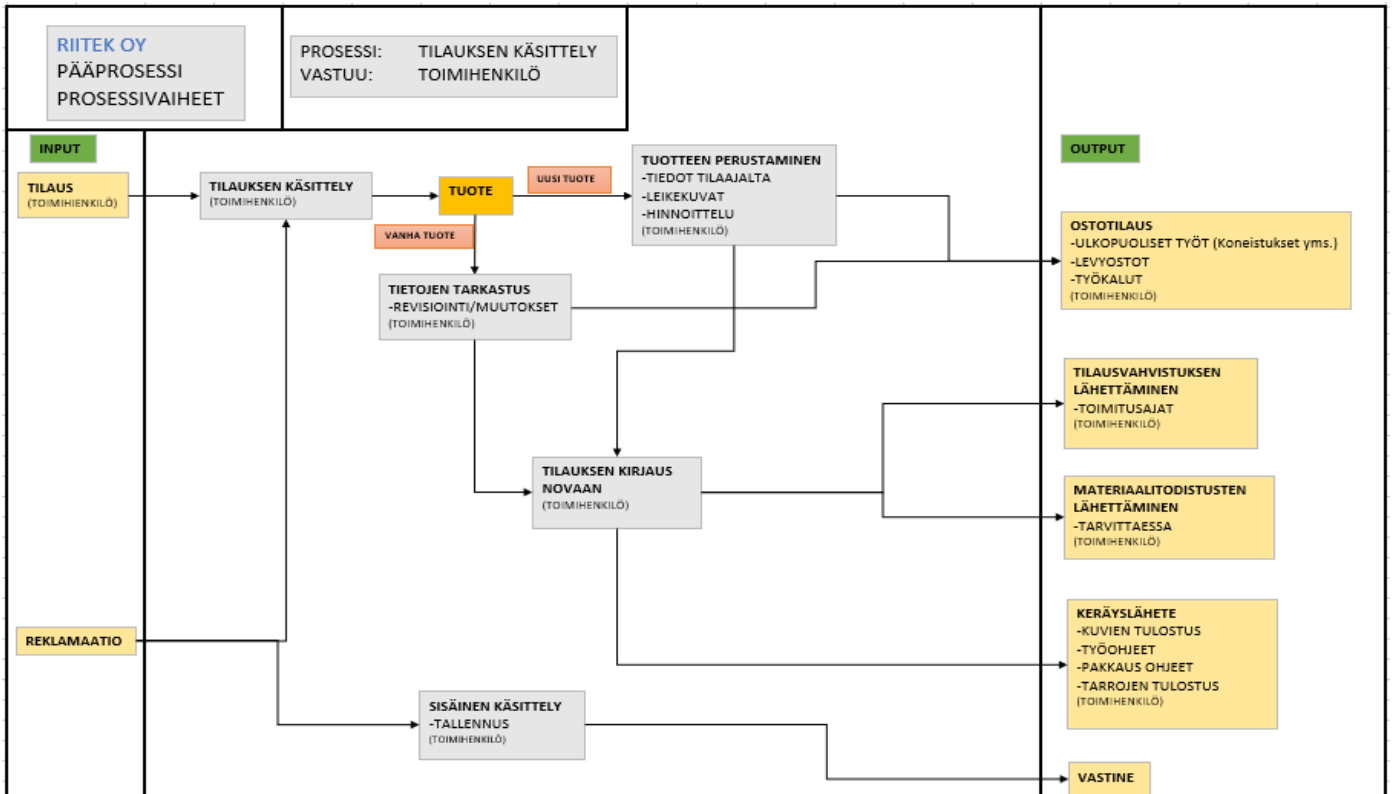 RIITEK OY
PÄÄPROSESSI
PROSESSIVAIHEET
PROSESSI: TILAUKSEN KÄSITTELY
VASTUU: TOIMIHENKILÖ
INPUT
OUTPUT
TILAUS
(TOIMIHIENKILÖ)
TILAUKSEN KÄSITTELY
(TOIMIHENKILÖ)
TUOTE
UUSI TUOTE
VANHA TUOTE
TUOTTEEN PERUSTAMINEN
-TIEDOT TILAAJALTA
-LEIKEKUVAT
-HINNOITTELU
(TOIMIHENKILÖ)
OSTOTILAUS
-ULKOPUOLISET TYÖT (Koneistukset yms.)
-LEVYOSTOT
-TYÖKALUT
(TOIMIHENKILÖ)
TIETOJEN TARKASTUS
-REVISIOINTI/MUUTOKSET
(TOIMIHENKILÖ)
TILAUSVAHVISTUKSEN
LÄHETTÄMINEN
-TOIMITUSAJAT
(TOIMIHENKILÖ)
TILAUKSEN KIRJAUS
NOVAAN
(TOIMIHENKILÖ)
MATERIAALITODISTUSTEN
LÄHETTÄMINEN
-TARVITTAESSA
(TOIMIHENKILÖ)
REKLAMAATIO
KERÄYSLÄHETE
-KUVIEN TULOSTUS
-TYÖOHJEET
-PAKKAUS OHJEET
-TARROJEN TULOSTUS
(TOIMIHENKILÖ)
SISÄINEN KÄSITTELY
-TALLENNUS
(TOIMIHENKILÖ)
VASTINE